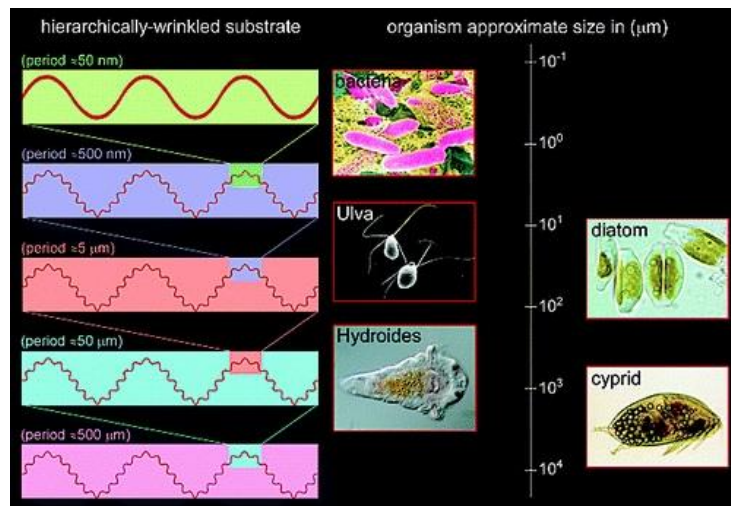 hierarchically-wrinkled substrate
organism approximate size in (μm)
(period ≈50 nm)
(period ≈500 nm)
(period ≈5 μm)
(period ≈50 μm)
(period ≈500 μm)
bacteria
Ulva
Hydroides
10⁻¹
10⁰
10¹
10²
10³
10⁴
diatom
cyprid